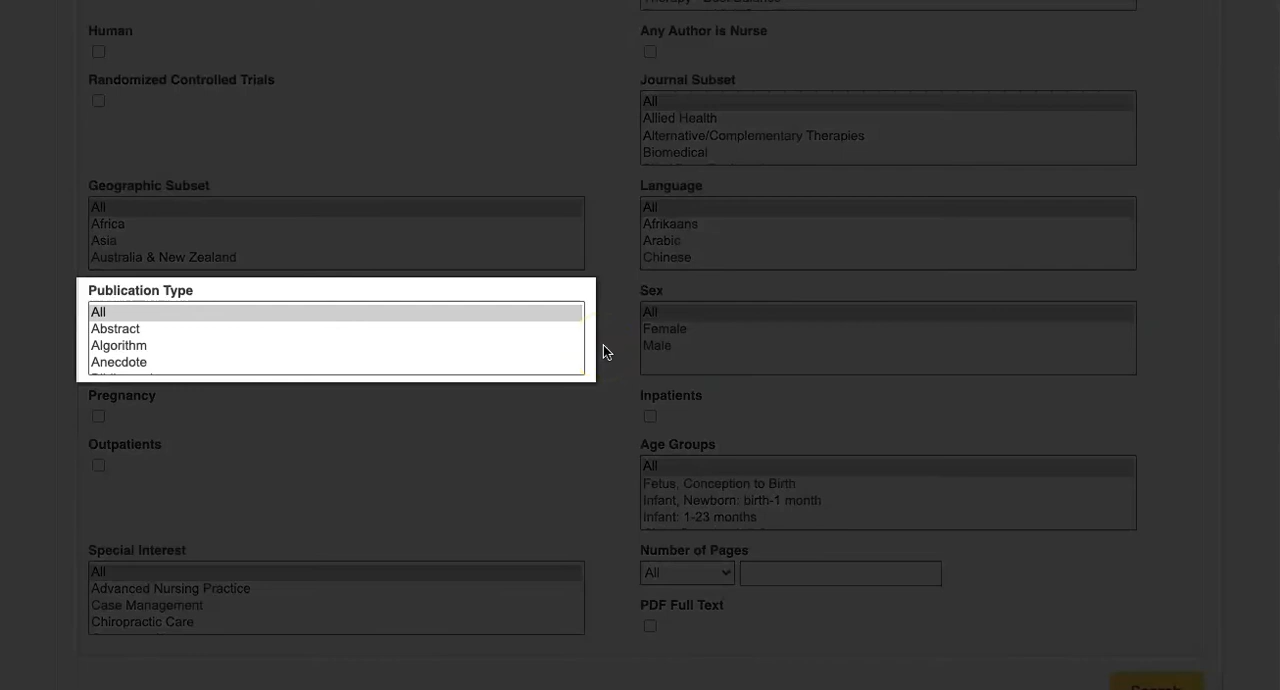 Human
Any Author is Nurse
Randomized Controlled Trials
Journal Subset
All
Allied Health
Alternative/Complementary Therapies
Biomedical
Geographic Subset
All
Africa
Asia
Australia & New Zealand
Language
All
Afrikaans
Arabic
Chinese
Publication Type
All
Abstract
Algorithm
Anecdote
Sex
All
Female
Male
Pregnancy
Inpatients
Outpatients
Age Groups
All
Fetus, Conception to Birth
Infant, Newborn: birth-1 month
Infant: 1-23 months
Special Interest
All
Advanced Nursing Practice
Case Management
Chiropractic Care
Number of Pages
All
PDF Full Text
Search